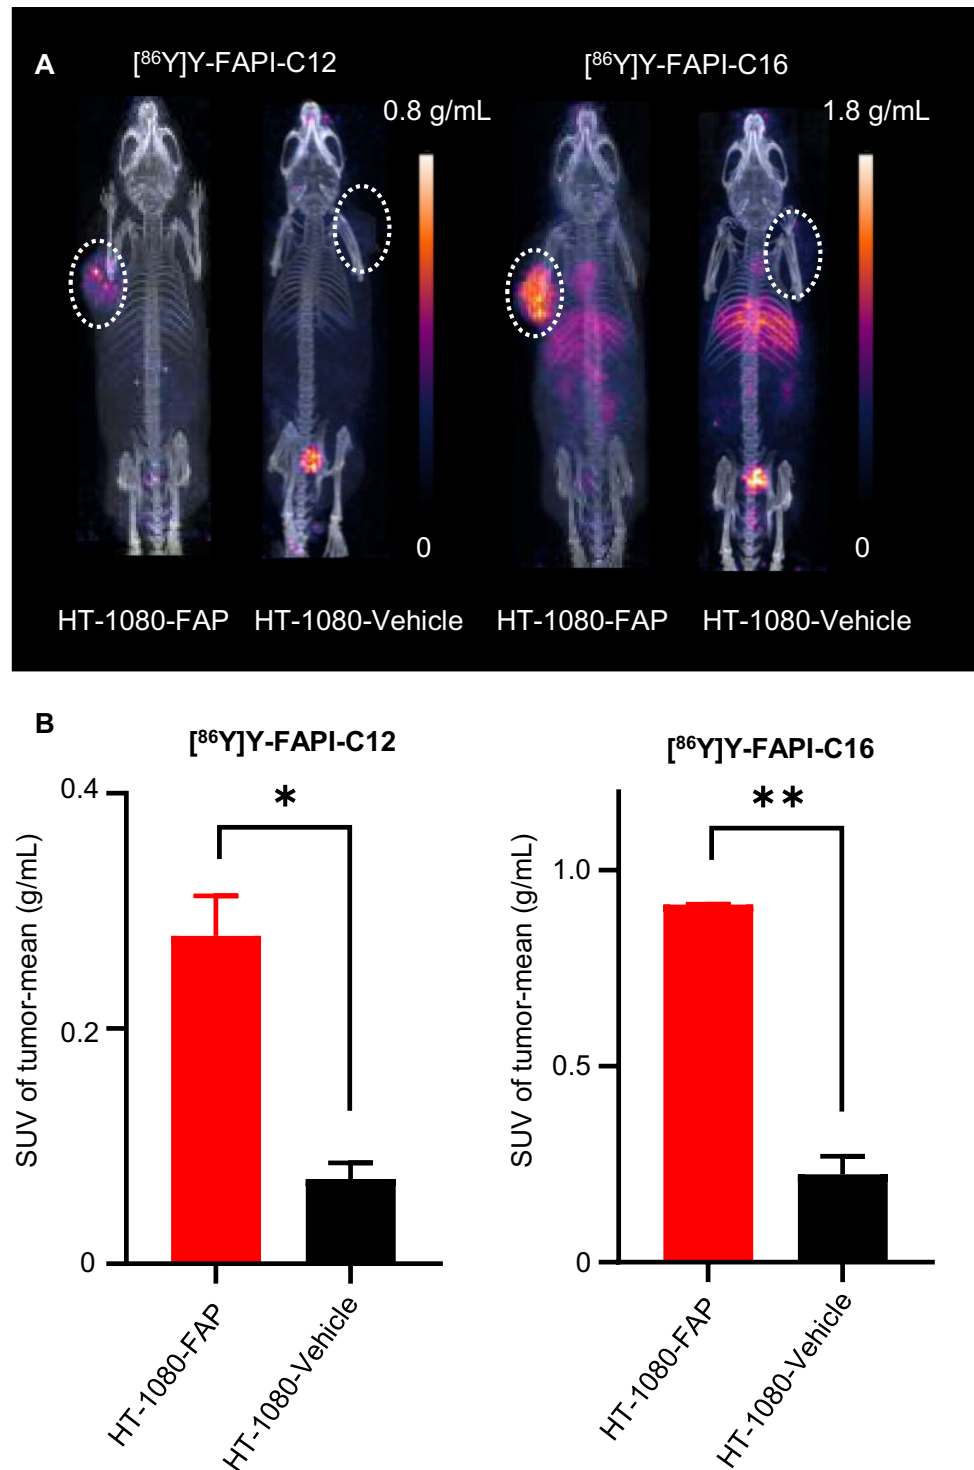 A
[⁸⁶Y]Y-FAPI-C12
[⁸⁶Y]Y-FAPI-C16
0.8 g/mL
1.8 g/mL
0
0
HT-1080-FAP
HT-1080-Vehicle
HT-1080-FAP
HT-1080-Vehicle
B
[⁸⁶Y]Y-FAPI-C12
0.4
*
SUV of tumor-mean (g/mL)
0.2
0
HT-1080-FAP
HT-1080-Vehicle
[⁸⁶Y]Y-FAPI-C16
**
1.0
SUV of tumor-mean (g/mL)
0.5
0
HT-1080-FAP
HT-1080-Vehicle